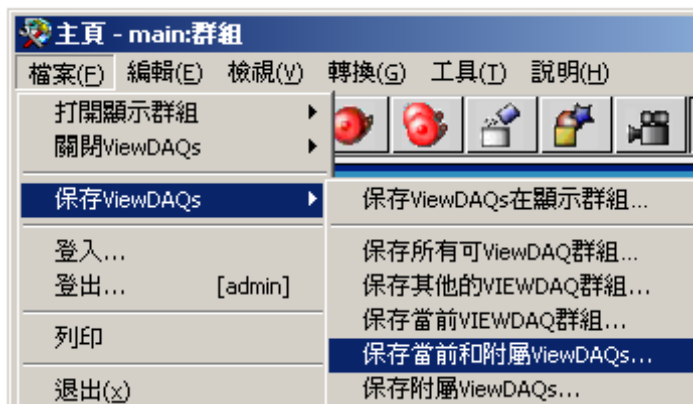 主頁 - main:群組
檔案(F) 編輯(E) 檢視(V) 轉換(G) 工具(T) 說明(H)
打開顯示群組
關閉ViewDAQs
保存ViewDAQs
登入...
登出... [admin]
列印
退出(x)
保存ViewDAQs在顯示群組...
保存所有可ViewDAQ群組...
保存其他的VIEWDAQ群組...
保存當前VIEWDAQ群組...
保存當前和附屬ViewDAQs...
保存附屬ViewDAQs...